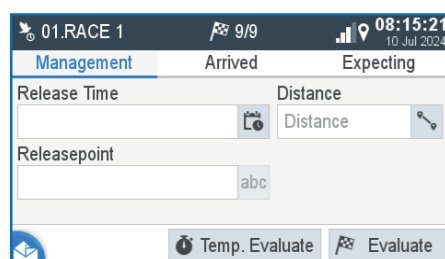 01.RACE 1 9/9 08:15:21
10 Jul 2024
Management Arrived Expecting
Release Time Distance
Distance
Releasepoint
abc
Temp. Evaluate Evaluate